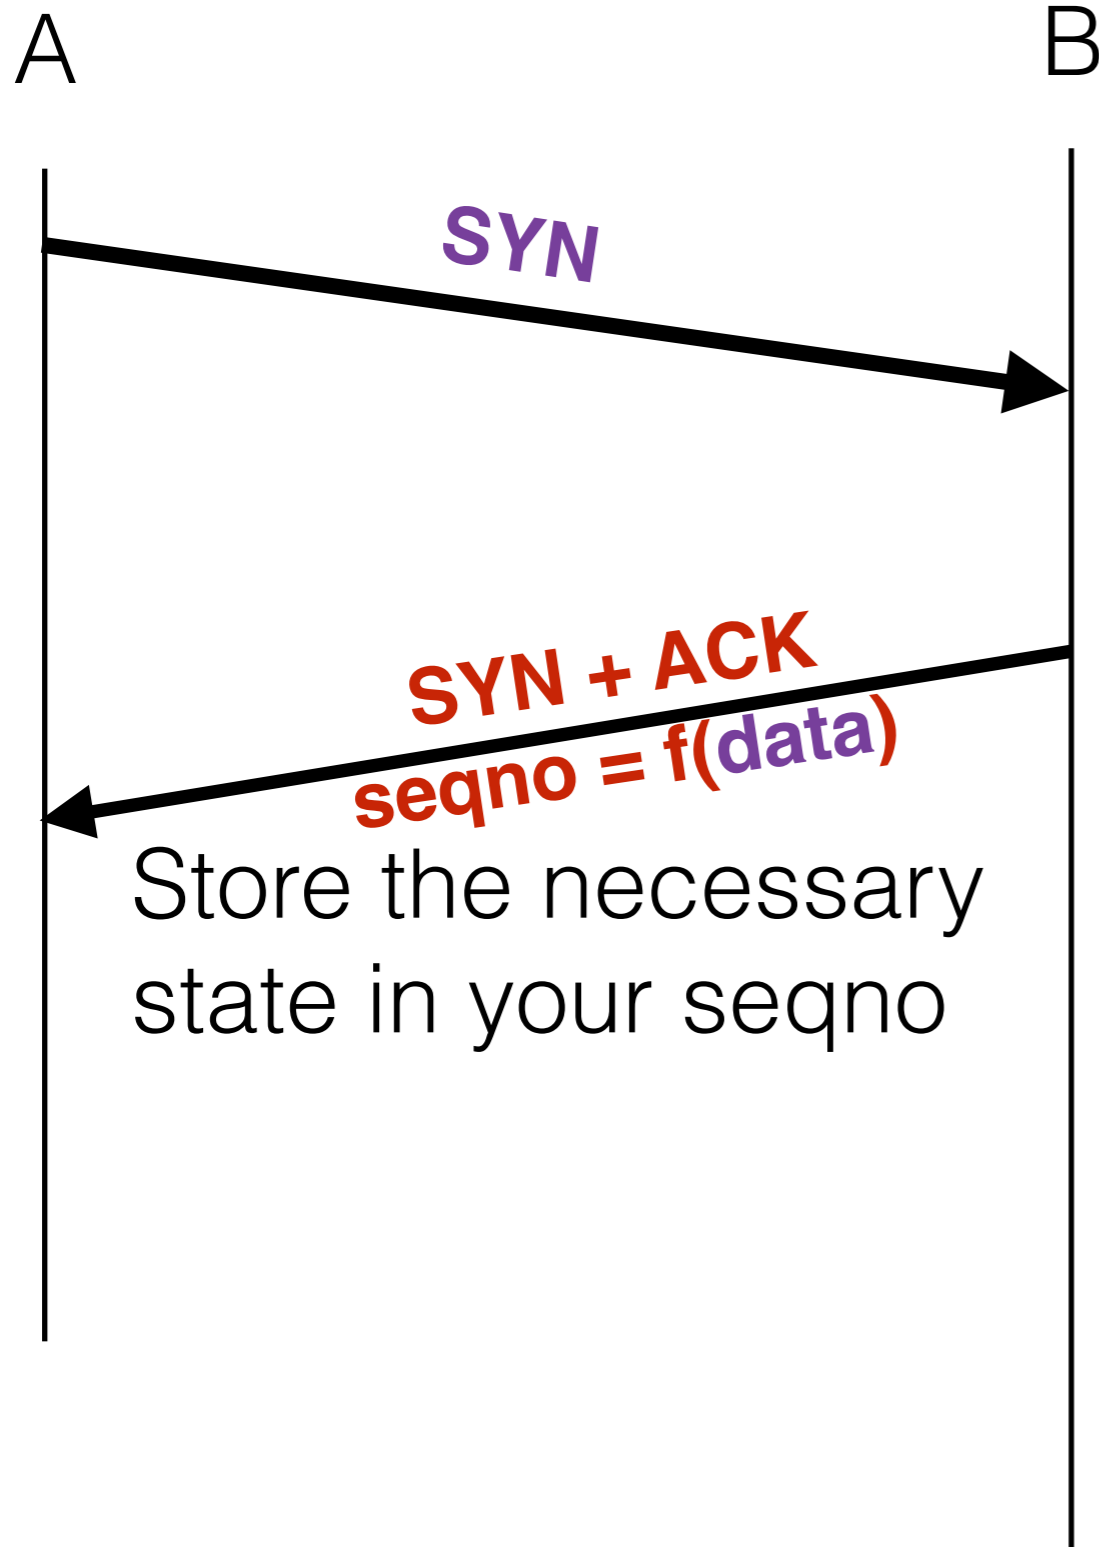 A
B
SYN
SYN + ACK
seqno = f(data)
Store the necessary
state in your seqno